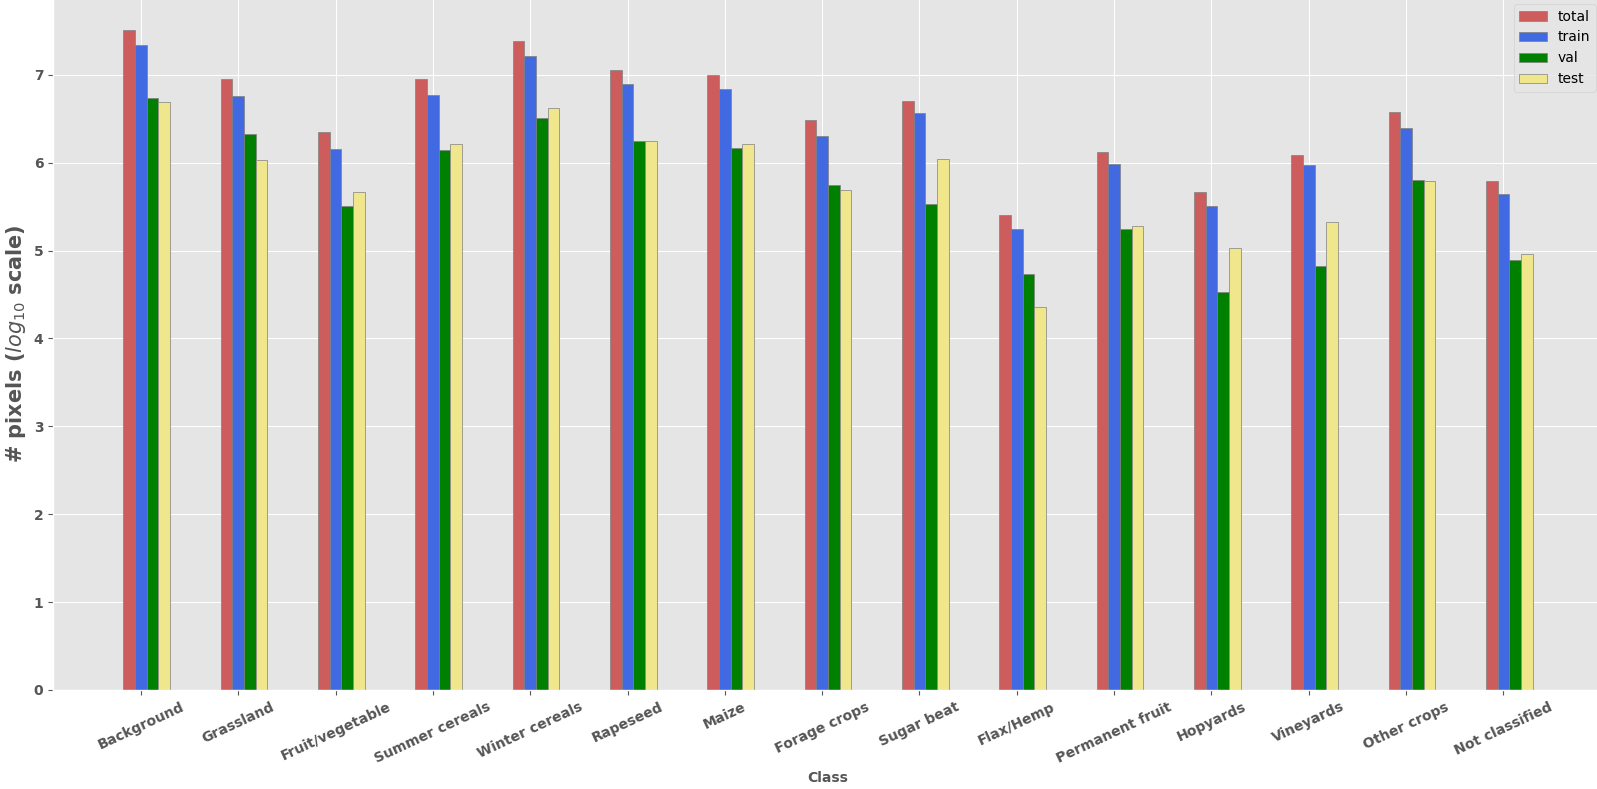 total
train
val
test
# pixels (log10 scale)
7
6
5
4
3
2
1
0
Background
Grassland
Fruit/vegetable
Summer cereals
Winter cereals
Rapeseed
Maize
Forage crops
Sugar beat
Flax/Hemp
Permanent fruit
Hopyards
Vineyards
Other crops
Not classified
Class